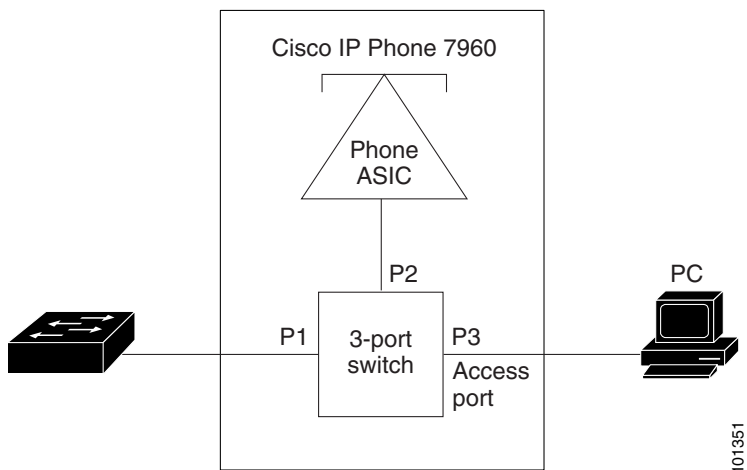 Cisco IP Phone 7960
Phone
ASIC
P2
PC
P1
3-port
switch
P3
Access
port
101351